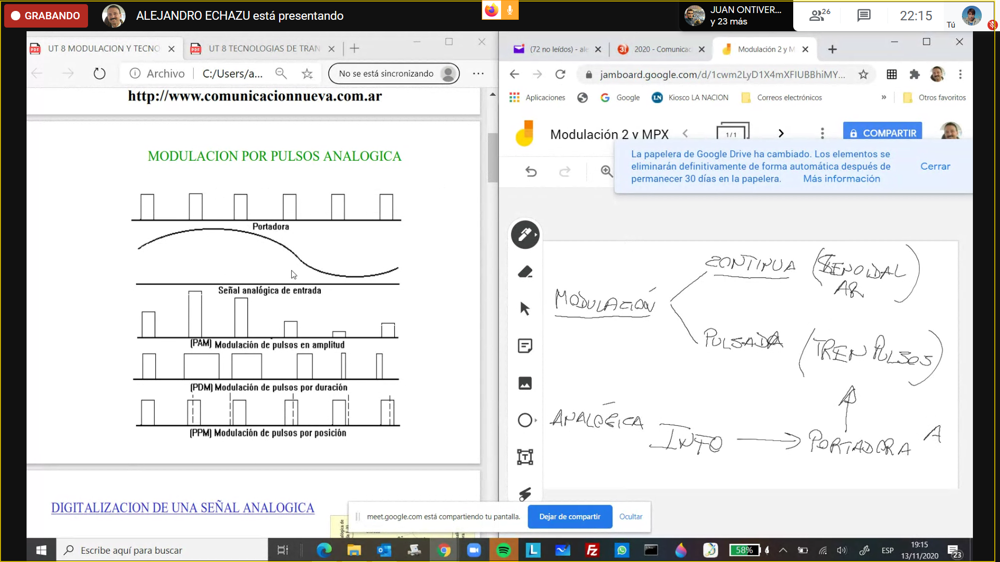 GRABANDO
ALEJANDRO ECHAZU está presentando
JUAN ONTIVER...
y 23 más
26
22:15
Tú
UT 8 MODULACION Y TECNO
UT 8 TECNOLOGIAS DE TRAN
Archivo
C:/Users/a...
No se está sincronizando
http://www.comunicacionnueva.com.ar
MODULACION POR PULSOS ANALOGICA
Portadora
Señal analógica de entrada
(PAM) Modulación de pulsos en amplitud
(PDM) Modulación de pulsos por duración
(PPM) Modulación de pulsos por posición
DIGITALIZACION DE UNA SEÑAL ANALOGICA
(72 no leídos) - ale
2020 - Comunicac
Modulación 2 y M
jamboard.google.com/d/1cwm2LyD1X4mXFIUBBhiMY...
Aplicaciones
Google
Kiosco LA NACION
Correos electrónicos
»
Otros favoritos
Modulación 2 y MPX
1/1
COMPARTIR
La papelera de Google Drive ha cambiado. Los elementos se
eliminarán definitivamente de forma automática después de
permanecer 30 días en la papelera. Más información
Cerrar
CONTINUA (SENOIDAL
AR)
MODULACIÓN
PULSADA (TREN PULSOS)
ANALÓGICA
INFO → PORTADORA A
meet.google.com está compartiendo tu pantalla.
Dejar de compartir
Ocultar
Escribe aquí para buscar
58%
ESP
19:15
13/11/2020
23